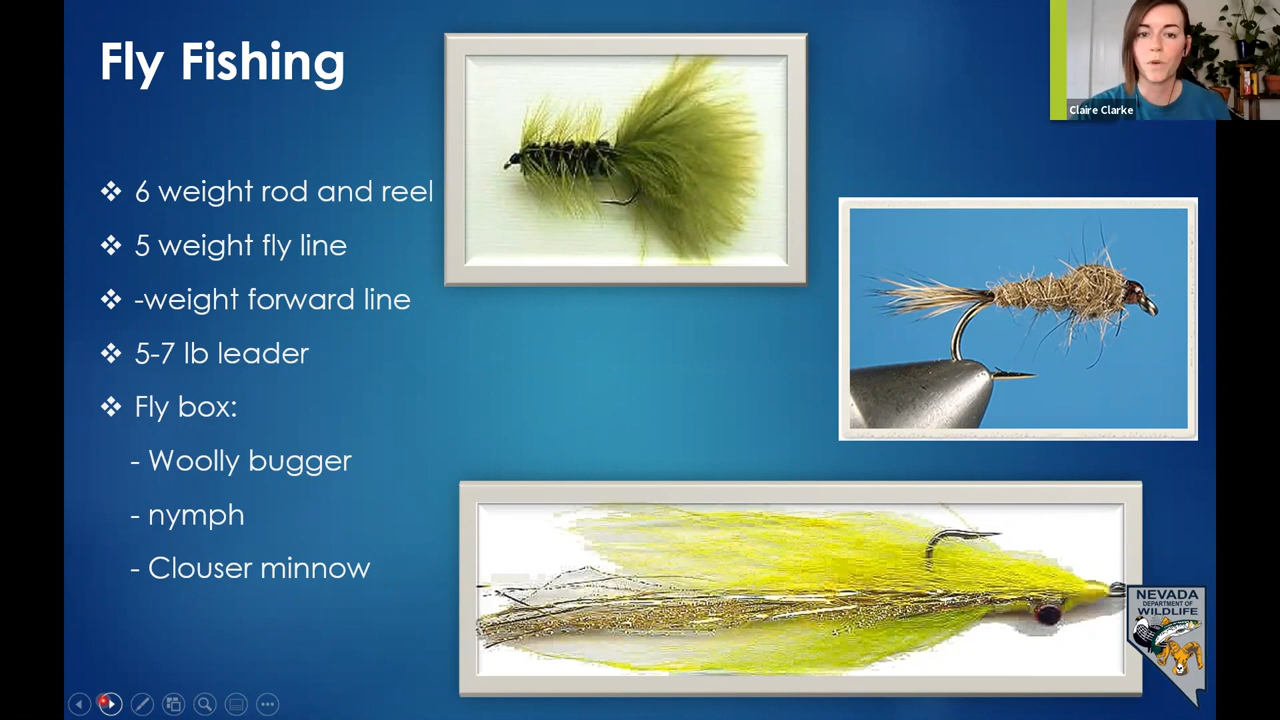 Fly Fishing
❖ 6 weight rod and reel
❖ 5 weight fly line
❖ -weight forward line
❖ 5-7 lb leader
❖ Fly box:
- Woolly bugger
- nymph
- Clouser minnow
Claire Clarke
NEVADA
DEPARTMENT OF
WILDLIFE